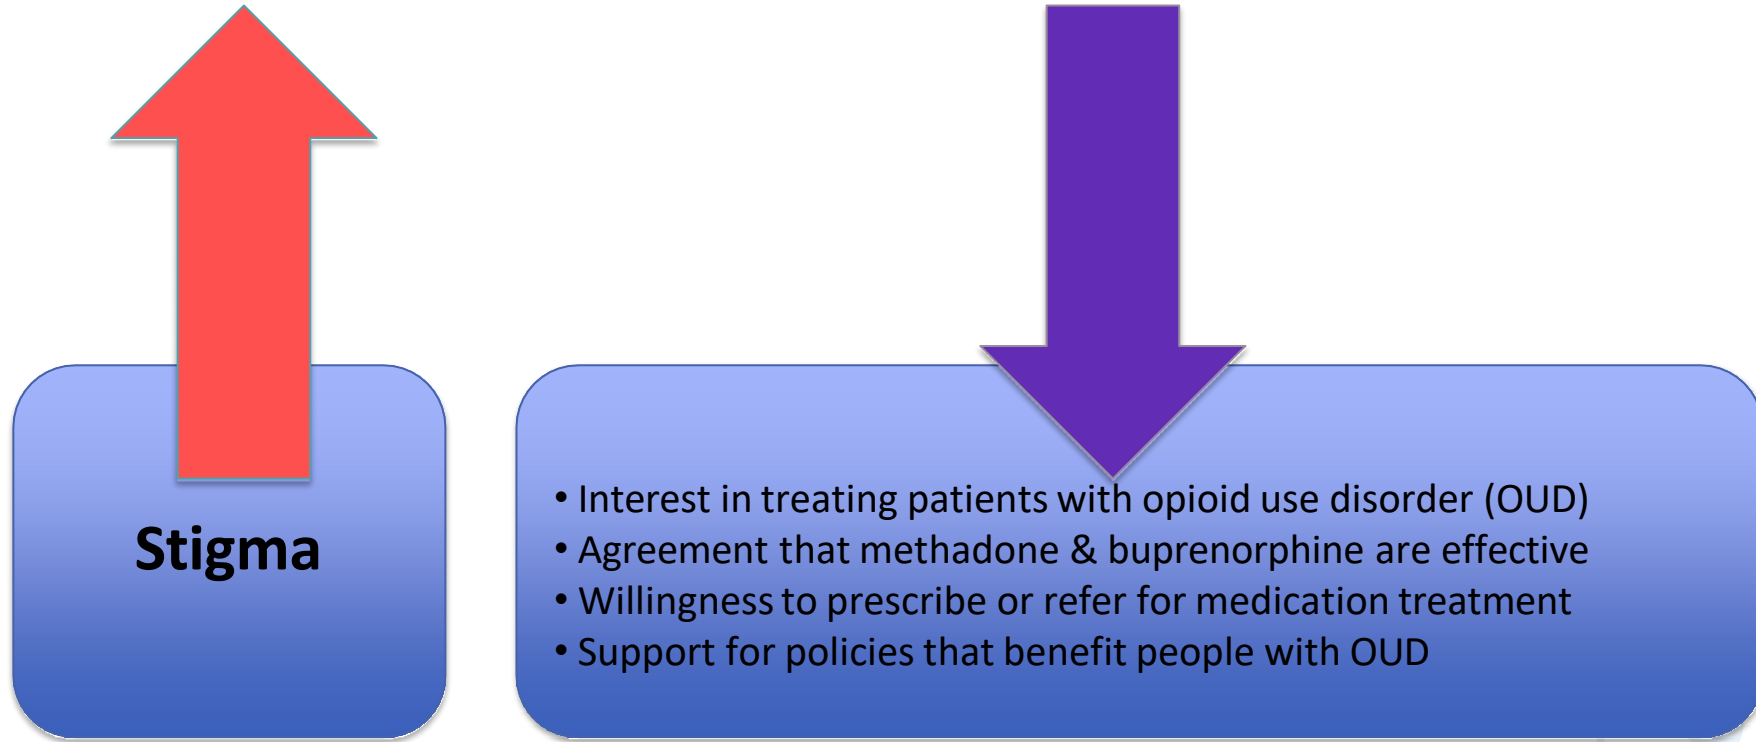 Stigma
• Interest in treating patients with opioid use disorder (OUD)
• Agreement that methadone & buprenorphine are effective
• Willingness to prescribe or refer for medication treatment
• Support for policies that benefit people with OUD